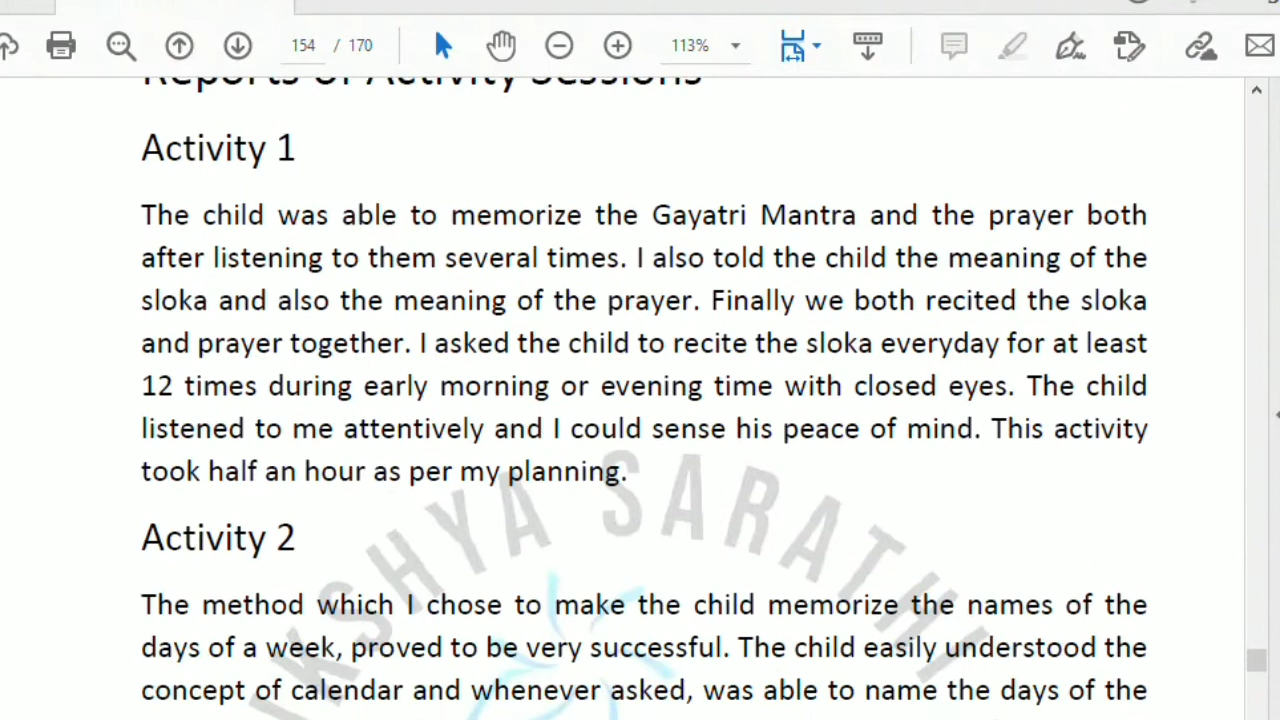 154 / 170
113%
Reports of Activity Sessions
Activity 1
The child was able to memorize the Gayatri Mantra and the prayer both
after listening to them several times. I also told the child the meaning of the
sloka and also the meaning of the prayer. Finally we both recited the sloka
and prayer together. I asked the child to recite the sloka everyday for at least
12 times during early morning or evening time with closed eyes. The child
listened to me attentively and I could sense his peace of mind. This activity
took half an hour as per my planning.
KSHYA SARATHI
Activity 2
The method which I chose to make the child memorize the names of the
days of a week, proved to be very successful. The child easily understood the
concept of calendar and whenever asked, was able to name the days of the